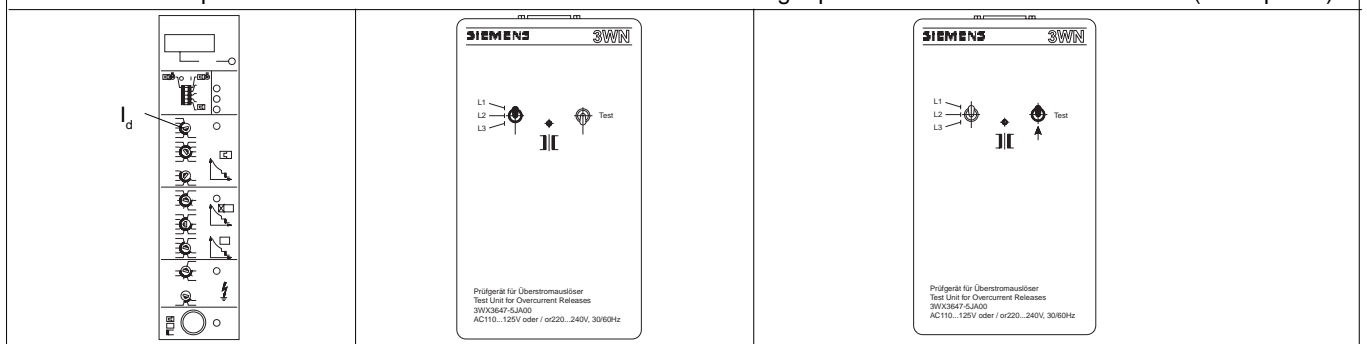 I_d
SIEMENS 3WN
L1
L2
L3
Test
Prüfgerät für Überstromauslöser
Test Unit for Overcurrent Releases
3WX3647-5JA00
AC110...125V oder / or220...240V, 30/60Hz
SIEMENS 3WN
L1
L2
L3
Test
Prüfgerät für Überstromauslöser
Test Unit for Overcurrent Releases
3WX3647-5JA00
AC110...125V oder / or220...240V, 30/60Hz